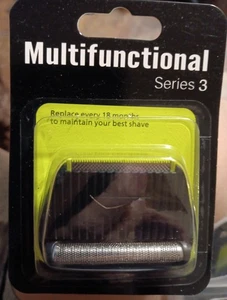 Multifunctional
Series 3
Replace every 18 months
to maintain your best shave